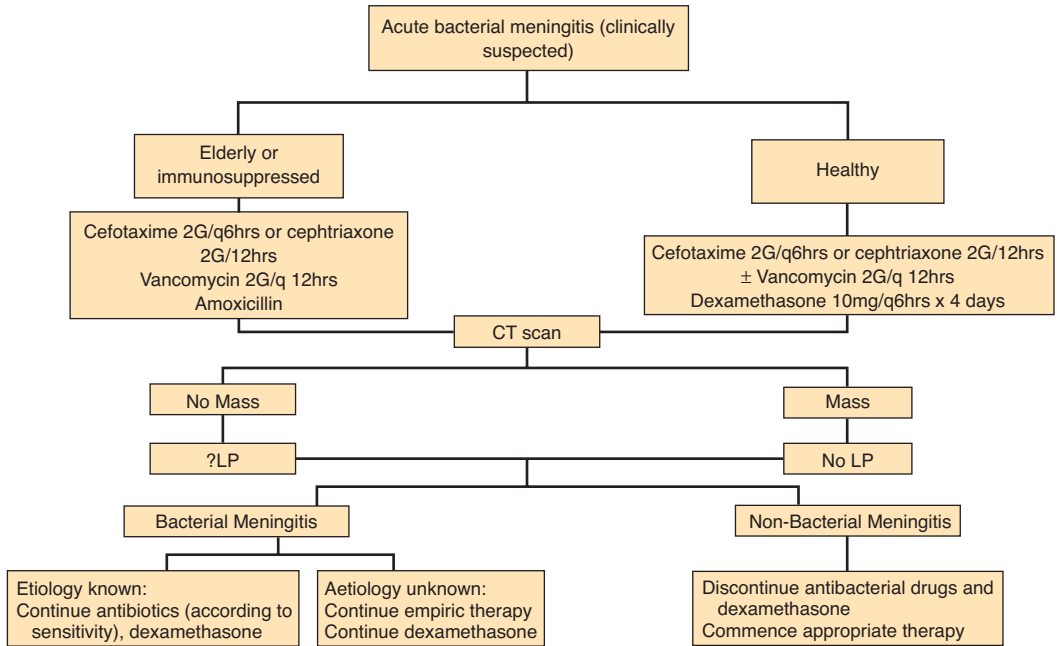 Acute bacterial meningitis (clinically
suspected)
Elderly or
immunosuppressed
Healthy
Cefotaxime 2G/q6hrs or cephtriaxone
2G/12hrs
Vancomycin 2G/q 12hrs
Amoxicillin
Cefotaxime 2G/q6hrs or cephtriaxone 2G/12hrs
± Vancomycin 2G/q 12hrs
Dexamethasone 10mg/q6hrs x 4 days
CT scan
No Mass
Mass
?LP
No LP
Bacterial Meningitis
Non-Bacterial Meningitis
Etiology known:
Continue antibiotics (according to
sensitivity), dexamethasone
Aetiology unknown:
Continue empiric therapy
Continue dexamethasone
Discontinue antibacterial drugs and
dexamethasone
Commence appropriate therapy